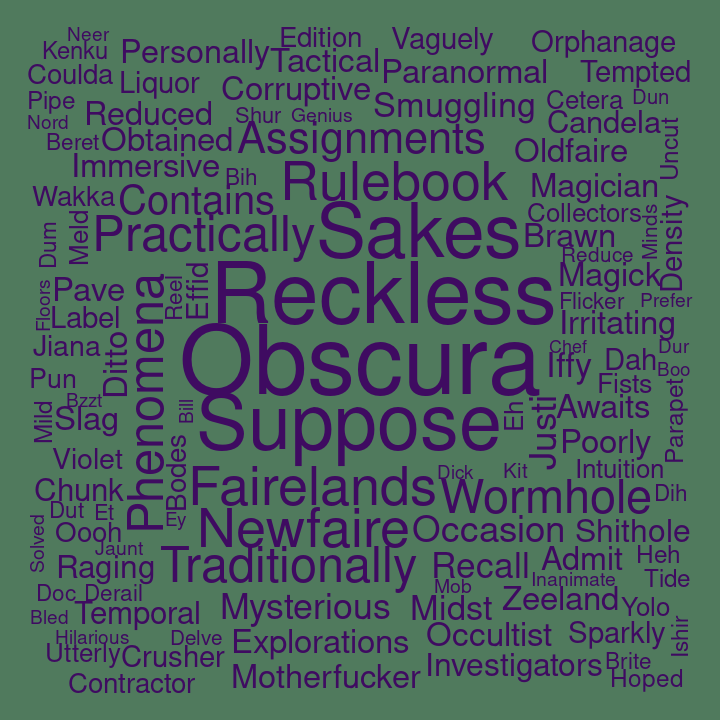 Neer
Kenku
Personally
Edition
Vaguely
Orphanage
Tactical
Coulda
Liquor
Paranormal
Tempted
Corruptive
Pipe
Reduced
Smuggling
Cetera
Dun
Nord
Shur
Genius
Candela
Beret
Obtained
Assignments
Uncut
Oldfaire
Immersive
Bih
Rulebook
Magician
Wakka
Contains
Collectors
Minds
Density
Dum
Meld
Practically
Sakes
Brawn
Reduce
Floors
Pave
Phenomena
Reel
Effid
Reckless
Magick
Flicker
Prefer
Label
Irritating
Jiana
Ditto
Obscura
Chef
Iffy
Dah
Dur
Boo
Pun
Fists
Bzzt
Mild
Slag
Bill
Suppose
Eh
Justi
Awaits
Parapet
Poorly
Violet
Bodes
Intuition
Chunk
Fairelands
Dick
Kit
Wormhole
Dih
Dut
Et
Ey
Newfaire
Occasion
Shithole
Solved
Oooh
Jaunt
Raging
Traditionally
Recall
Admit
Heh
Inanimate
Tide
Doc
Derail
Mob
Zeeland
Yolo
Bled
Temporal
Mysterious
Midst
Ishir
Hilarious
Delve
Explorations
Occultist
Sparkly
Utterly
Crusher
Investigators
Brite
Contractor
Motherfucker
Hoped